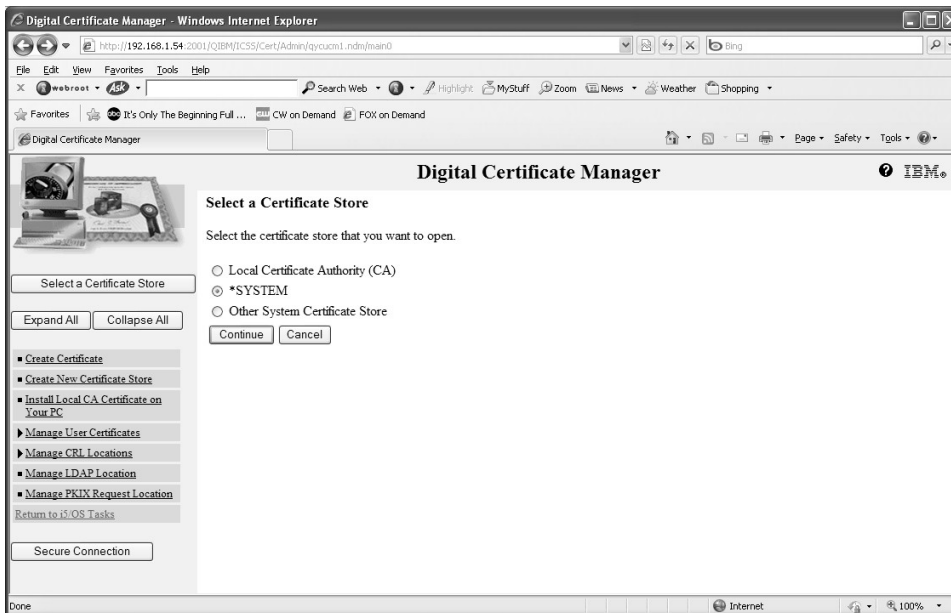 Digital Certificate Manager - Windows Internet Explorer
http://192.168.1.54:2001/QIBM/ICSS/Cert/Admin/qycucm1.ndm/main0
Bing
File Edit View Favorites Tools Help
X webroot Ask Search Web Highlight MyStuff Zoom News Weather Shopping
Favorites abc It's Only The Beginning Full ... CW on Demand FOX on Demand
Digital Certificate Manager
Page Safety Tools
Digital Certificate Manager
IBM®
Select a Certificate Store
Select the certificate store that you want to open.
Local Certificate Authority (CA)
*SYSTEM
Other System Certificate Store
Continue Cancel
Select a Certificate Store
Expand All Collapse All
Create Certificate
Create New Certificate Store
Install Local CA Certificate on
Your PC
Manage User Certificates
Manage CRL Locations
Manage LDAP Location
Manage PKIX Request Location
Return to i5/OS Tasks
Secure Connection
Done Internet 100%